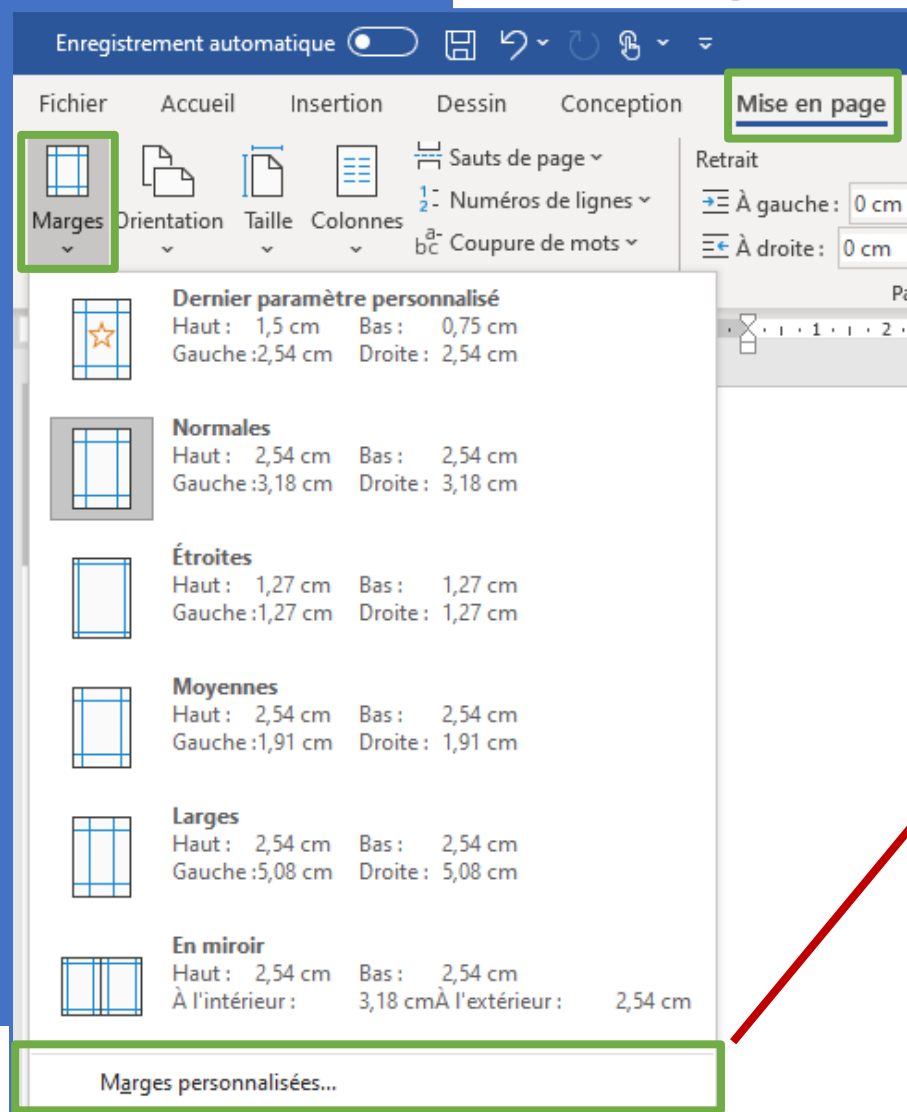 Enregistrement automatique
Fichier Accueil Insertion Dessin Conception Mise en page
Marges Orientation Taille Colonnes
Sauts de page
Numéros de lignes
Coupure de mots
Retrait
À gauche : 0 cm
À droite : 0 cm
1 2
Dernier paramètre personnalisé
Haut : 1,5 cm Bas : 0,75 cm
Gauche :2,54 cm Droite : 2,54 cm
Normales
Haut : 2,54 cm Bas : 2,54 cm
Gauche :3,18 cm Droite : 3,18 cm
Étroites
Haut : 1,27 cm Bas : 1,27 cm
Gauche :1,27 cm Droite : 1,27 cm
Moyennes
Haut : 2,54 cm Bas : 2,54 cm
Gauche :1,91 cm Droite : 1,91 cm
Larges
Haut : 2,54 cm Bas : 2,54 cm
Gauche :5,08 cm Droite : 5,08 cm
En miroir
Haut : 2,54 cm Bas : 2,54 cm
À l'intérieur : 3,18 cmÀ l'extérieur : 2,54 cm
Marges personnalisées...